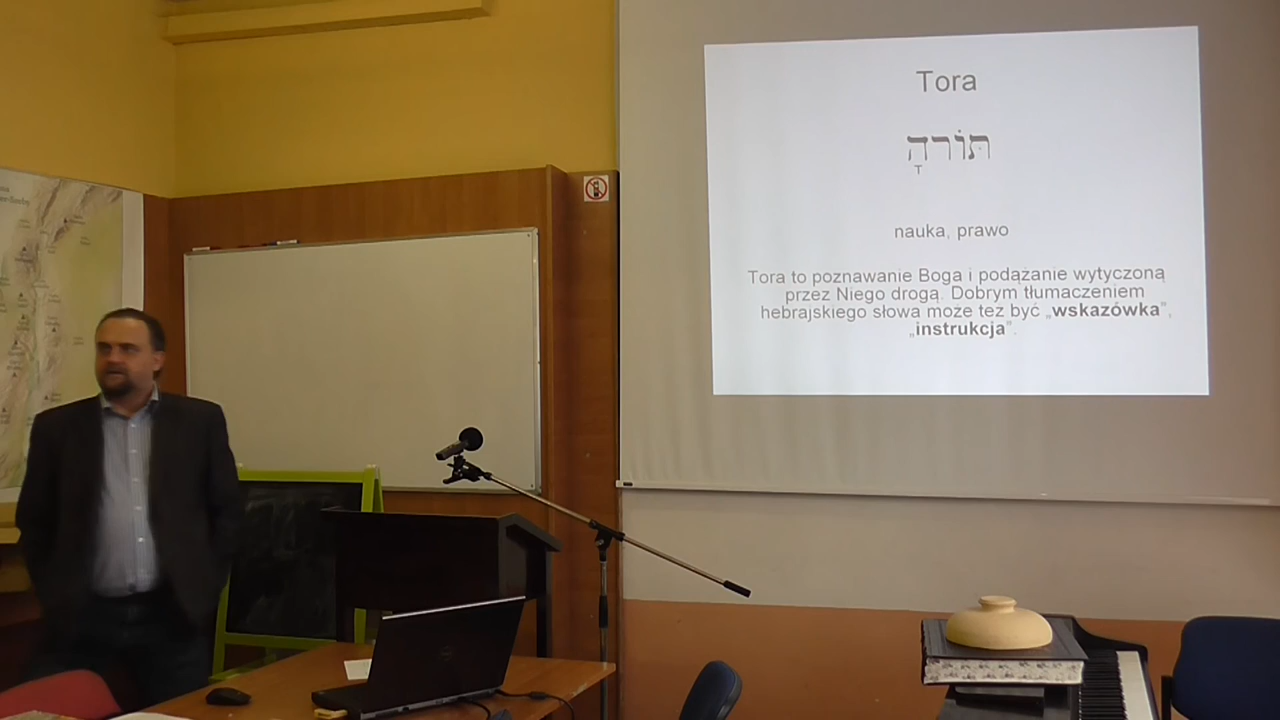 Tora
תּוֹרהָ
nauka, prawo
Tora to poznawanie Boga i podążanie wytyczoną
przez Niego drogą. Dobrym tłumaczeniem
hebrajskiego słowa może też być „wskazówka”,
„instrukcja”.